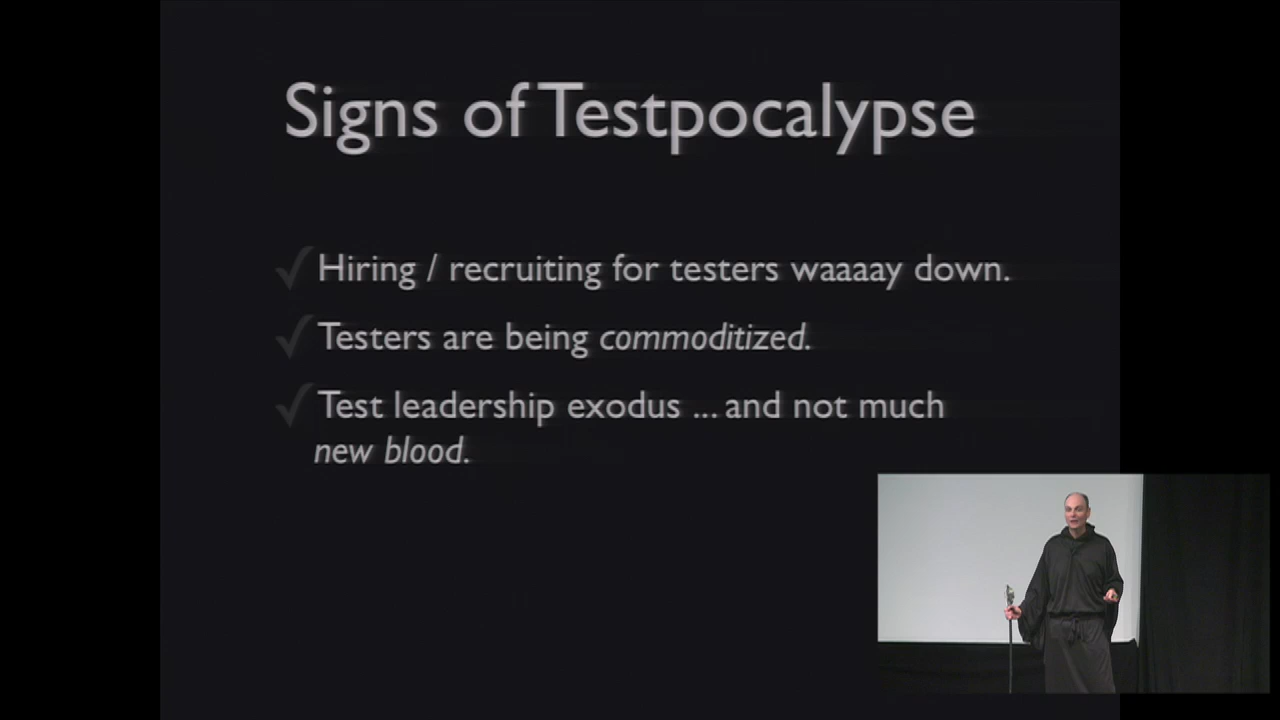 Signs of Testpocalypse
✓ Hiring / recruiting for testers waaaay down.
✓ Testers are being commoditized.
✓ Test leadership exodus ... and not much
new blood.